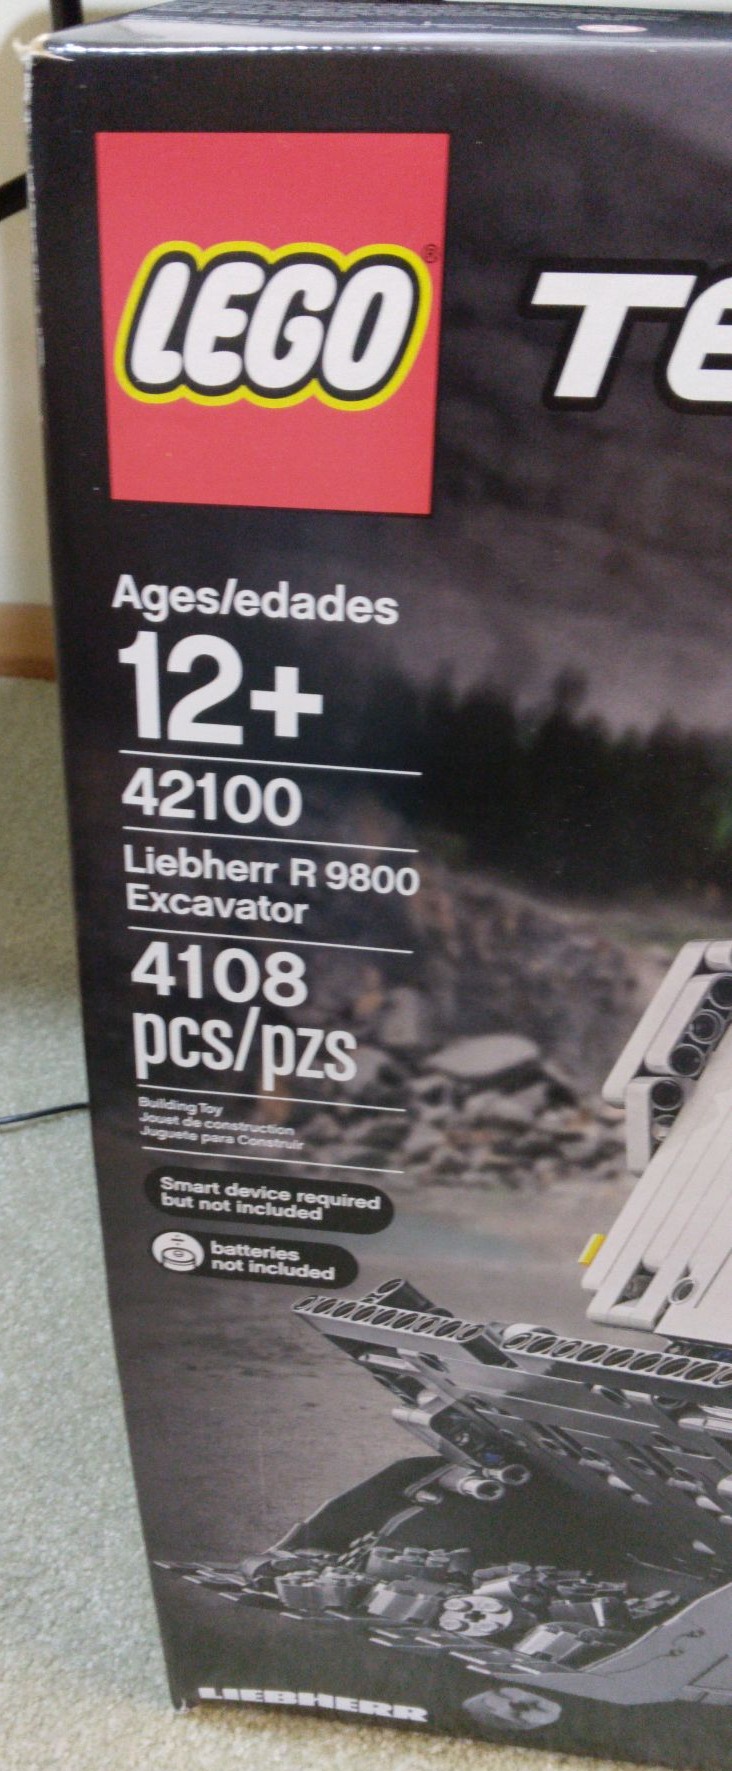 LEGO®
TE
Ages/edades
12+
42100
Liebherr R 9800
Excavator
4108
pcs/pzs
Building Toy
Jouet de construction
Juguete para Construir
Smart device required
but not included
batteries
not included
LIEBHERR